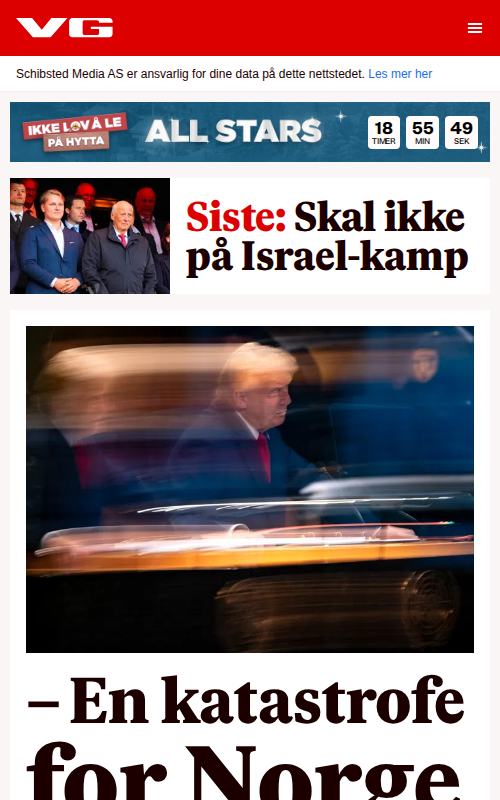 VG
Schibsted Media AS er ansvarlig for dine data på dette nettstedet. Les mer her
IKKE LOV Å LE
PÅ HYTTA
ALL STARS
18 55 49
TIMER MIN SEK
Siste: Skal ikke
på Israel-kamp
– En katastrofe
for Norge